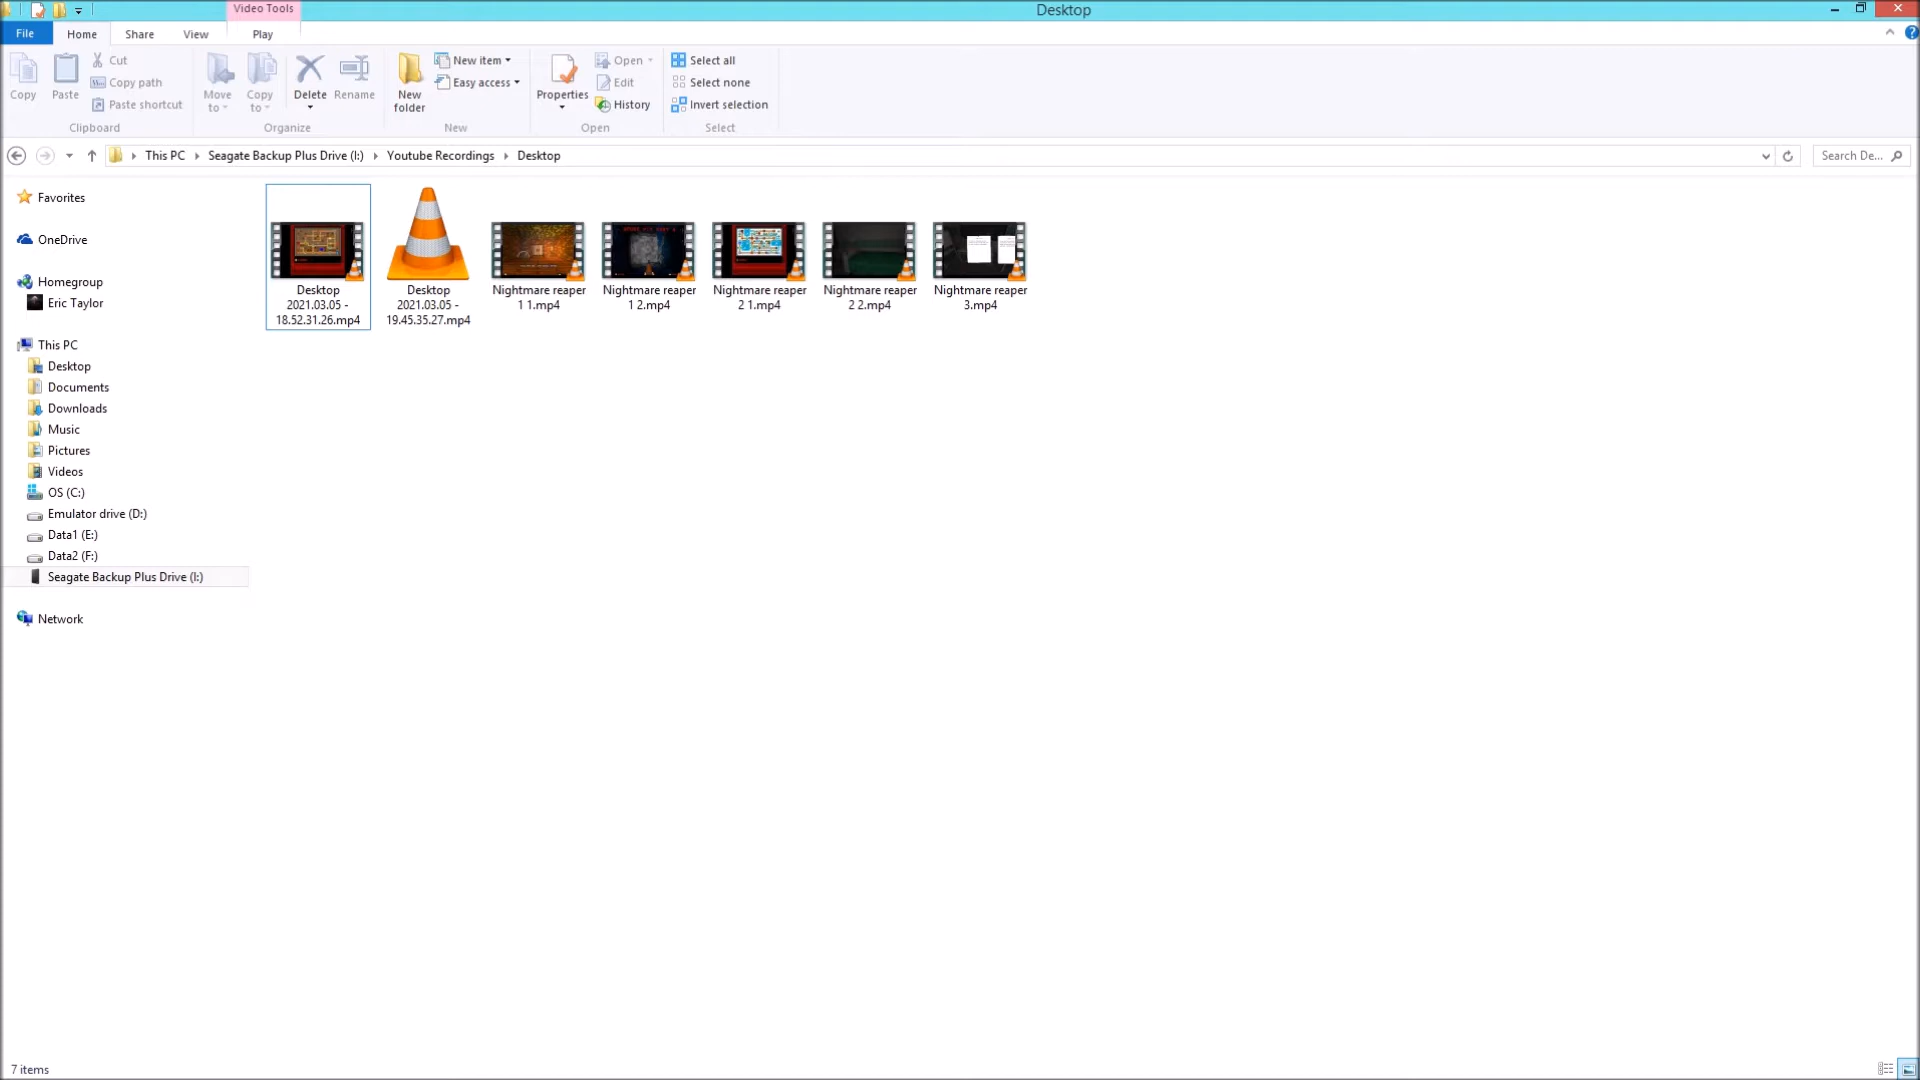 Video Tools
Desktop
File Home Share View Play
Copy
Paste
Cut
Copy path
Paste shortcut
Clipboard
Move to
Copy to
Delete
Rename
Organize
New folder
New item
Easy access
New
Properties
Open
Edit
History
Open
Select all
Select none
Invert selection
Select
This PC Seagate Backup Plus Drive (I:) Youtube Recordings Desktop
Search De...
Favorites
OneDrive
Homegroup
Eric Taylor
This PC
Desktop
Documents
Downloads
Music
Pictures
Videos
OS (C:)
Emulator drive (D:)
Data1 (E:)
Data2 (F:)
Seagate Backup Plus Drive (I:)
Network
Desktop
2021.03.05 -
18.52.31.26.mp4
Desktop
2021.03.05 -
19.45.35.27.mp4
Nightmare reaper
1 1.mp4
Nightmare reaper
1 2.mp4
Nightmare reaper
2 1.mp4
Nightmare reaper
2 2.mp4
Nightmare reaper
3.mp4
7 items